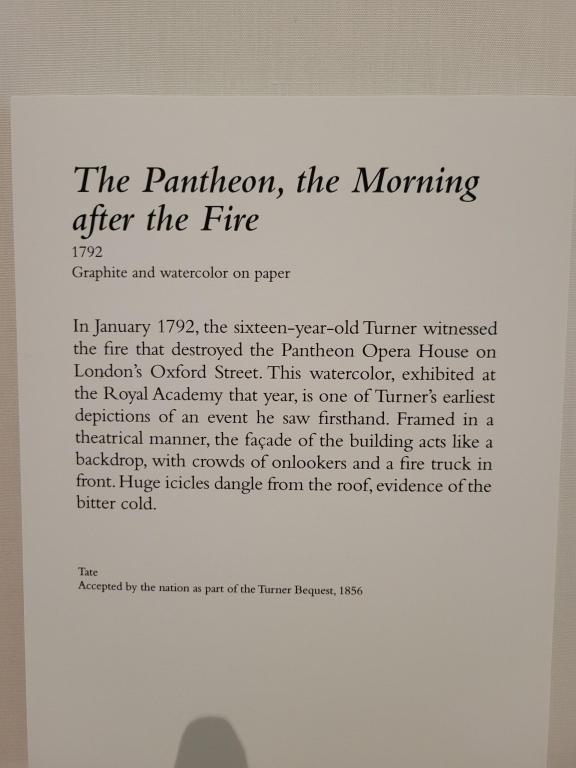 The Pantheon, the Morning
after the Fire
1792
Graphite and watercolor on paper
In January 1792, the sixteen-year-old Turner witnessed
the fire that destroyed the Pantheon Opera House on
London's Oxford Street. This watercolor, exhibited at
the Royal Academy that year, is one of Turner's earliest
depictions of an event he saw firsthand. Framed in a
theatrical manner, the façade of the building acts like a
backdrop, with crowds of onlookers and a fire truck in
front. Huge icicles dangle from the roof, evidence of the
bitter cold.
Tate
Accepted by the nation as part of the Turner Bequest, 1856